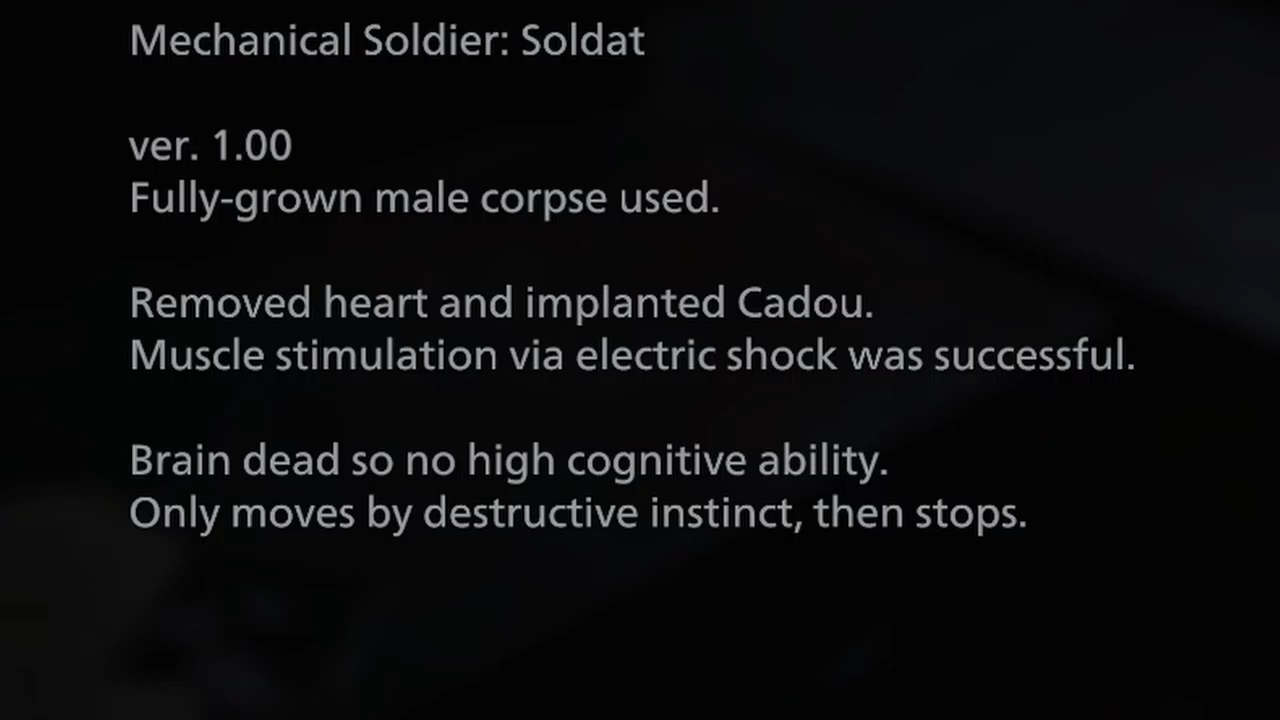 Mechanical Soldier: Soldat
ver. 1.00
Fully-grown male corpse used.
Removed heart and implanted Cadou.
Muscle stimulation via electric shock was successful.
Brain dead so no high cognitive ability.
Only moves by destructive instinct, then stops.